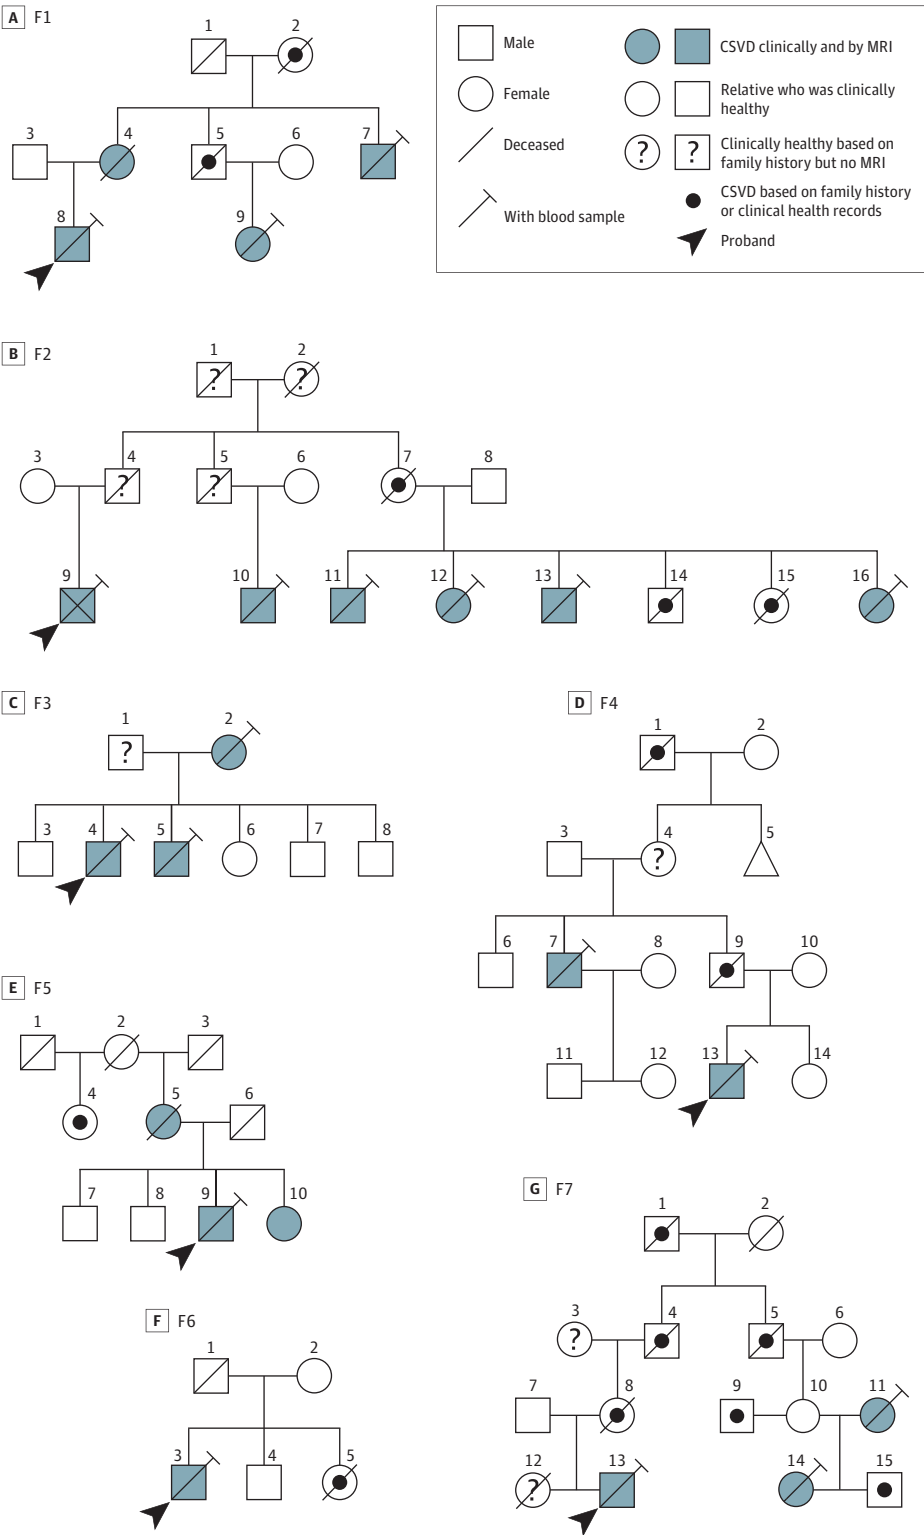 A F1
1 2
3 4 5 6 7
8 9
Male
Female
Deceased
With blood sample
CSVD clinically and by MRI
Relative who was clinically
healthy
? ? Clinically healthy based on
family history but no MRI
CSVD based on family history
or clinical health records
Proband
B F2
1 2
? ?
3 4 5 6 7 8
? ?
9 10 11 12 13 14 15 16
C F3
1 2
?
3 4 5 6 7 8
D F4
1 2
3 4 5
?
6 7 8 9 10
11 12 13 14
E F5
1 2 3
4 5 6
7 8 9 10
F F6
1 2
3 4 5
G F7
1 2
3 4 5 6
?
7 8 9 10 11
12 13 14 15
?